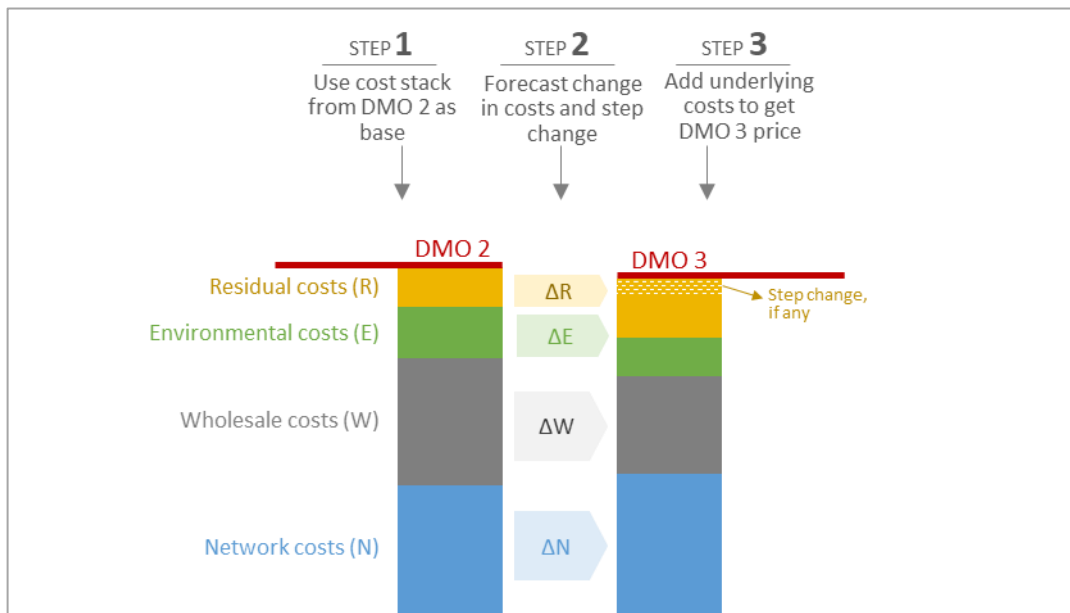 STEP 1
Use cost stack
from DMO 2 as
base
STEP 2
Forecast change
in costs and step
change
STEP 3
Add underlying
costs to get
DMO 3 price
DMO 2
DMO 3
Residual costs (R)
ΔR
Step change,
if any
Environmental costs (E)
ΔE
Wholesale costs (W)
ΔW
Network costs (N)
ΔN